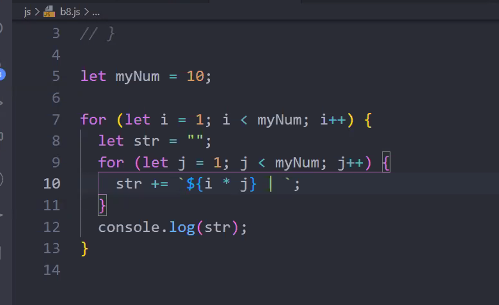 js > b8.js > ...
3 // }
4
5 let myNum = 10;
6
7 for (let i = 1; i < myNum; i++) {
8 let str = "";
9 for (let j = 1; j < myNum; j++) {
10 str += `${i * j} | `;
11 }
12 console.log(str);
13 }
14